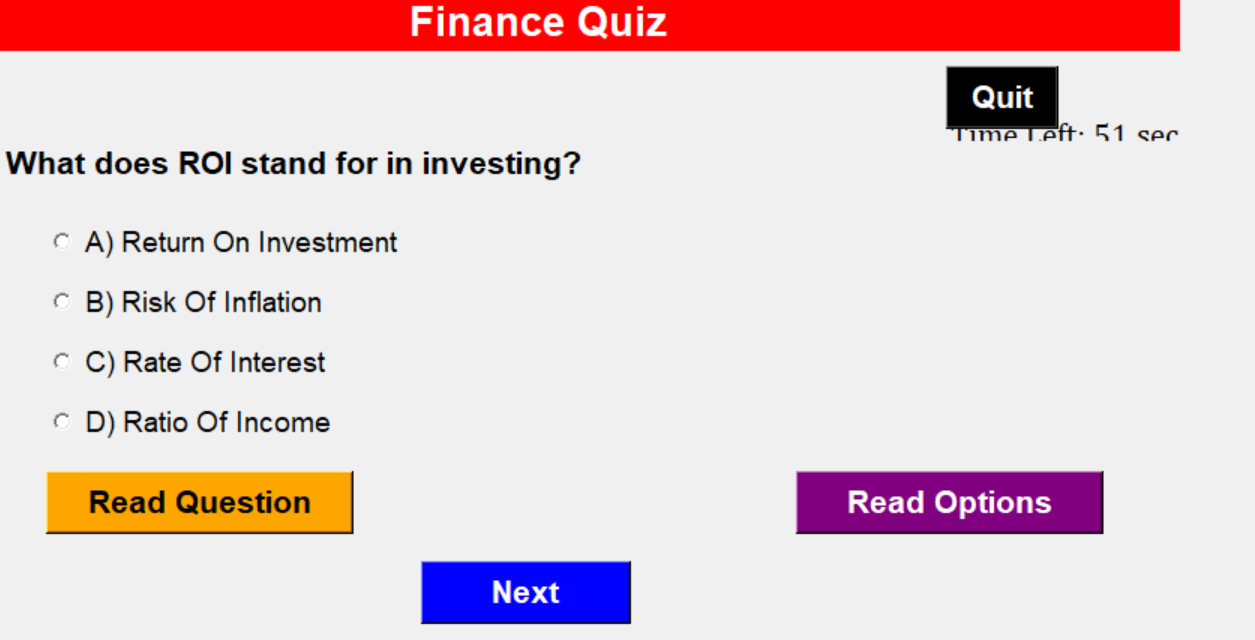 Finance Quiz
Quit
Time Left: 51 sec
What does ROI stand for in investing?
A) Return On Investment
B) Risk Of Inflation
C) Rate Of Interest
D) Ratio Of Income
Read Question
Read Options
Next